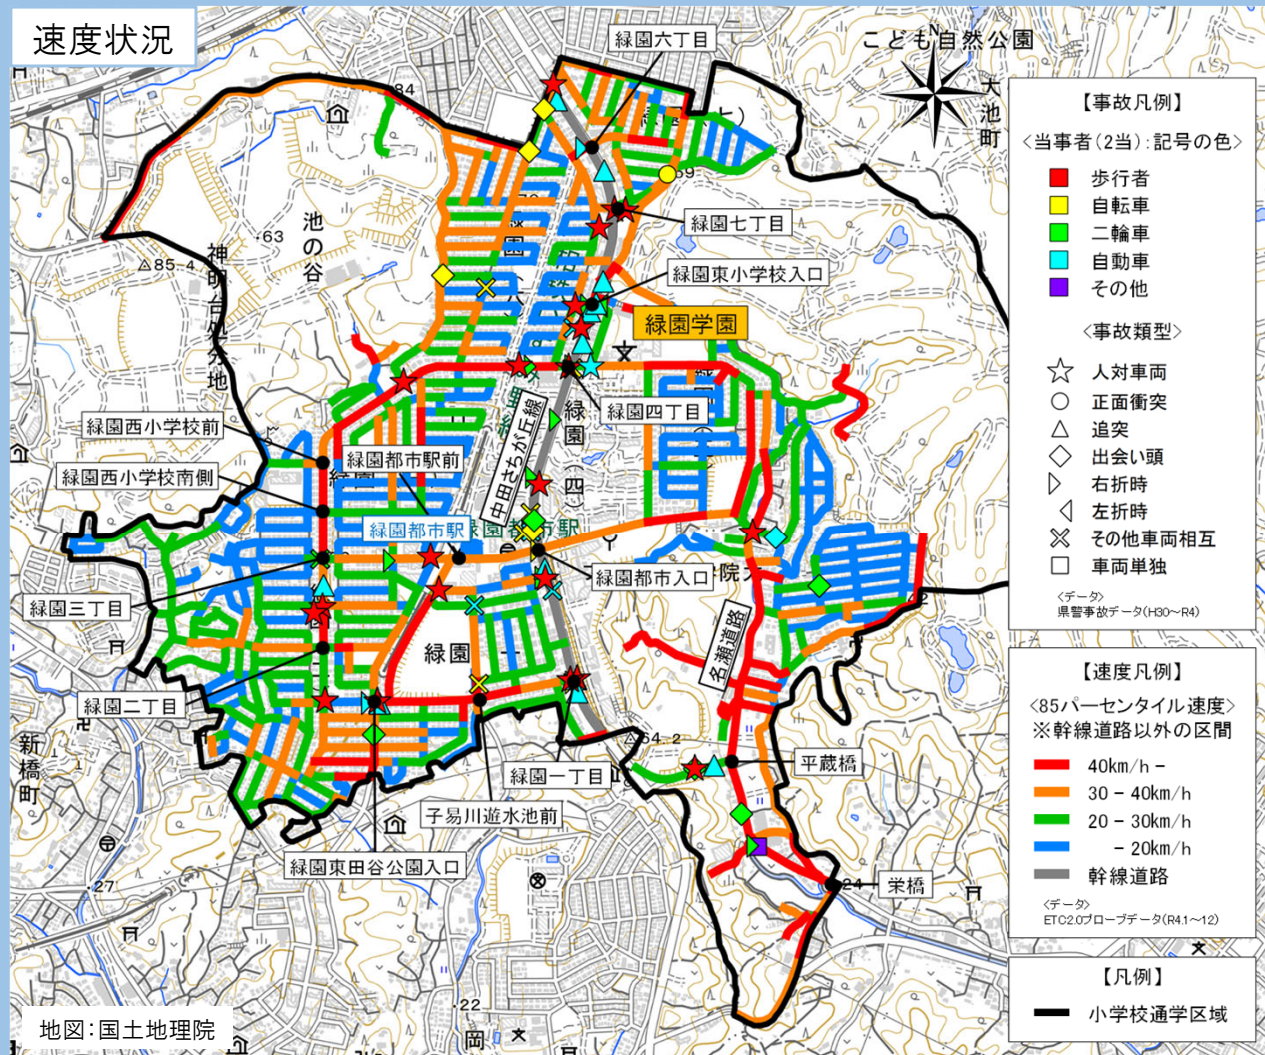 速度状況
緑園六丁目
こども自然公園
N
大池町
84
緑園七丁目
池の谷
・63
△85.4
神明台処分地
緑園東小学校入口
緑園学園
緑園西小学校前
緑園都市駅前
緑園四丁目
中田さちが丘線
緑園(四)
緑園西小学校南側
緑園都市駅
緑園都市駅
緑園都市入口
緑園三丁目
名瀬道路
緑園
緑園二丁目
新橋町
△64.2
緑園一丁目
平蔵橋
子易川遊水池前
緑園東田谷公園入口
栄橋
24
・27
・22
岡
地図：国土地理院
【事故凡例】
<当事者(2当)：記号の色>
歩行者
自転車
二輪車
自動車
その他
<事故類型>
人対車両
正面衝突
追突
出会い頭
右折時
左折時
その他車両相互
車両単独
<データ>
県警事故データ(H30～R4)
【速度凡例】
<85パーセンタイル速度>
※幹線道路以外の区間
40km/h－
30－40km/h
20－30km/h
－20km/h
幹線道路
<データ>
ETC2.0プローブデータ(R4.1～12)
【凡例】
小学校通学区域